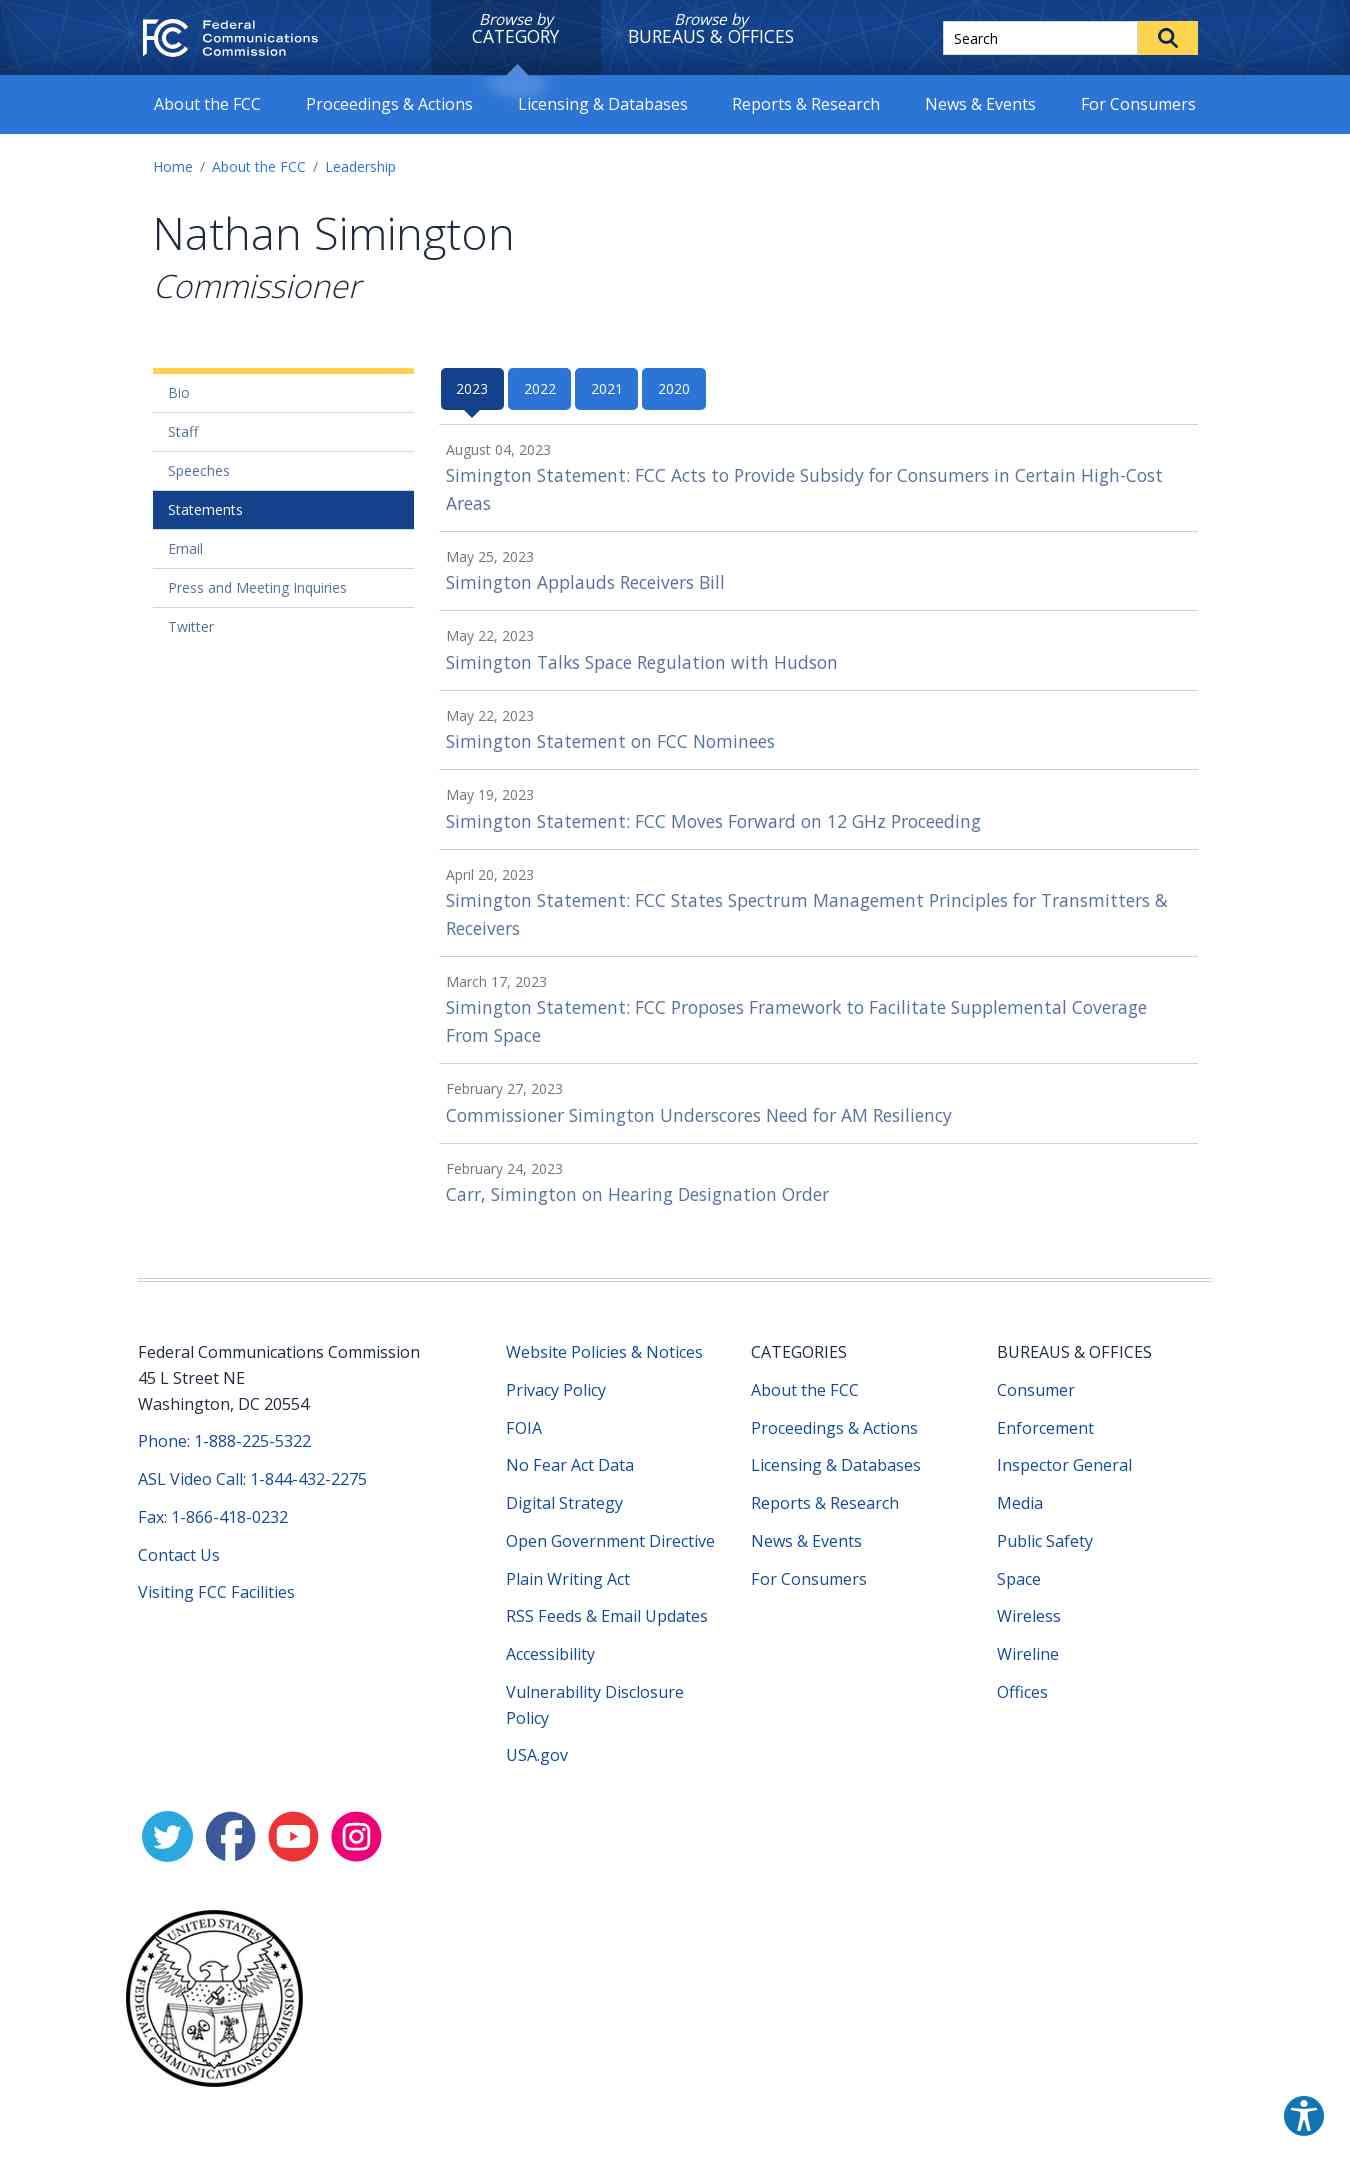 Federal
Communications
Commission
Browse by
CATEGORY
Browse by
BUREAUS & OFFICES
Search
About the FCC
Proceedings & Actions
Licensing & Databases
Reports & Research
News & Events
For Consumers
Home / About the FCC / Leadership
Nathan Simington
Commissioner
Bio
Staff
Speeches
Statements
Email
Press and Meeting Inquiries
Twitter
2023
2022
2021
2020
August 04, 2023
Simington Statement: FCC Acts to Provide Subsidy for Consumers in Certain High-Cost
Areas
May 25, 2023
Simington Applauds Receivers Bill
May 22, 2023
Simington Talks Space Regulation with Hudson
May 22, 2023
Simington Statement on FCC Nominees
May 19, 2023
Simington Statement: FCC Moves Forward on 12 GHz Proceeding
April 20, 2023
Simington Statement: FCC States Spectrum Management Principles for Transmitters &
Receivers
March 17, 2023
Simington Statement: FCC Proposes Framework to Facilitate Supplemental Coverage
From Space
February 27, 2023
Commissioner Simington Underscores Need for AM Resiliency
February 24, 2023
Carr, Simington on Hearing Designation Order
Federal Communications Commission
45 L Street NE
Washington, DC 20554
Phone: 1-888-225-5322
ASL Video Call: 1-844-432-2275
Fax: 1-866-418-0232
Contact Us
Visiting FCC Facilities
Website Policies & Notices
Privacy Policy
FOIA
No Fear Act Data
Digital Strategy
Open Government Directive
Plain Writing Act
RSS Feeds & Email Updates
Accessibility
Vulnerability Disclosure
Policy
USA.gov
CATEGORIES
About the FCC
Proceedings & Actions
Licensing & Databases
Reports & Research
News & Events
For Consumers
BUREAUS & OFFICES
Consumer
Enforcement
Inspector General
Media
Public Safety
Space
Wireless
Wireline
Offices
UNITED STATES
FEDERAL COMMUNICATIONS COMMISSION